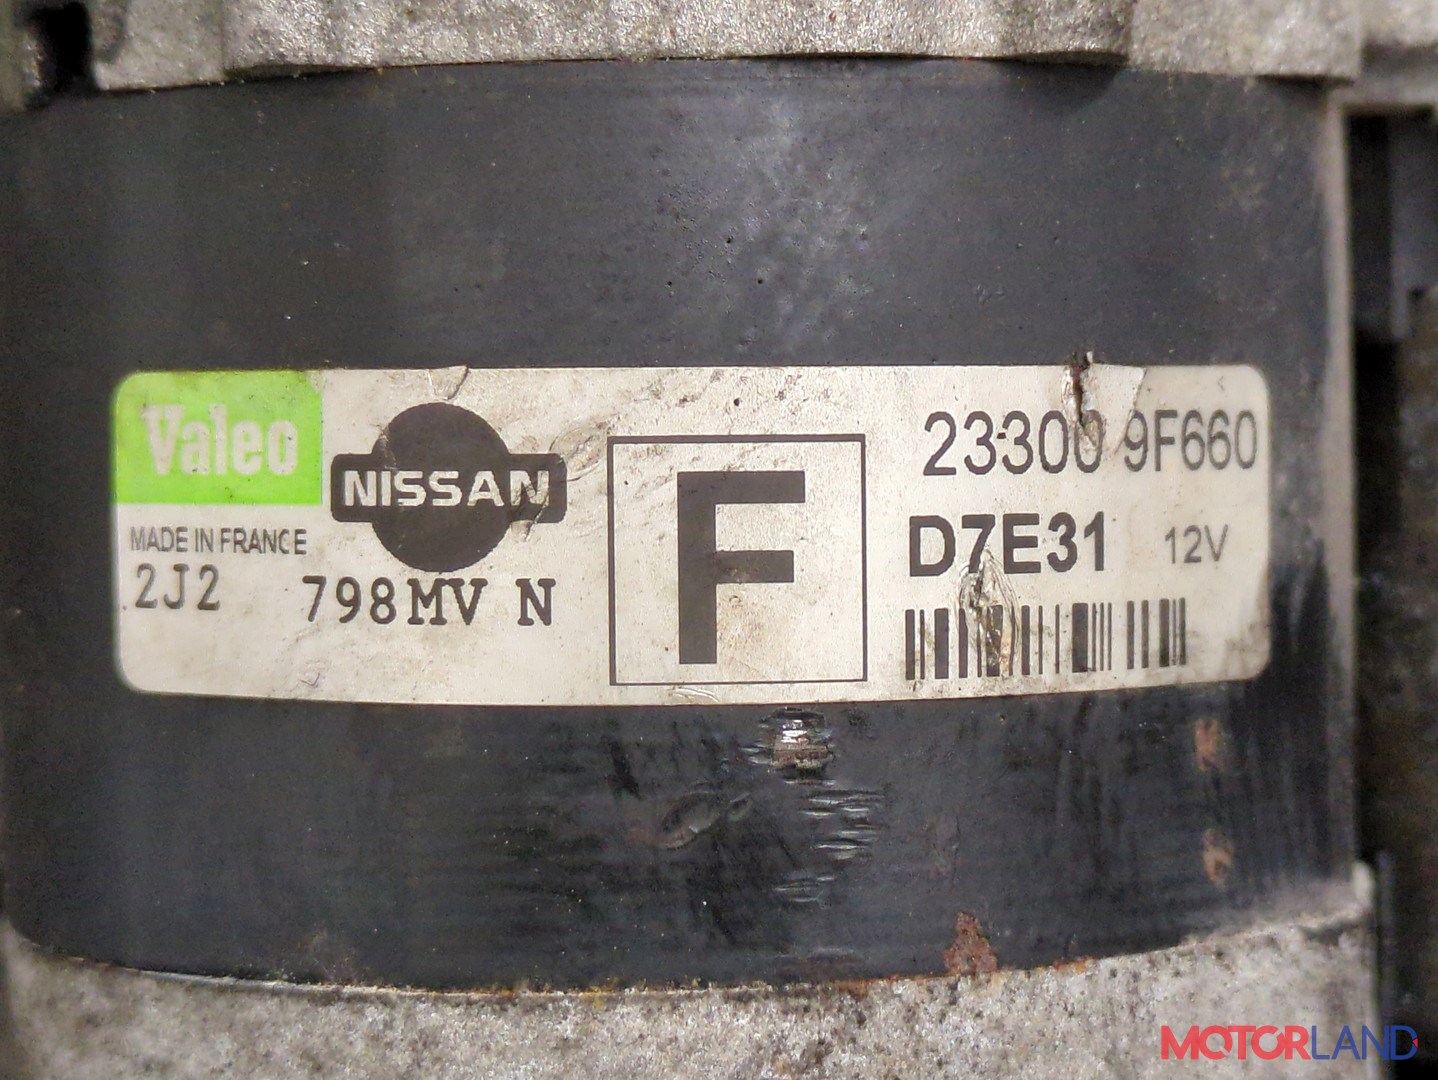 Valeo
NISSAN
MADE IN FRANCE
2J2 798MV N
F
23300 9F660
D7E31 12V
MOTORLAND